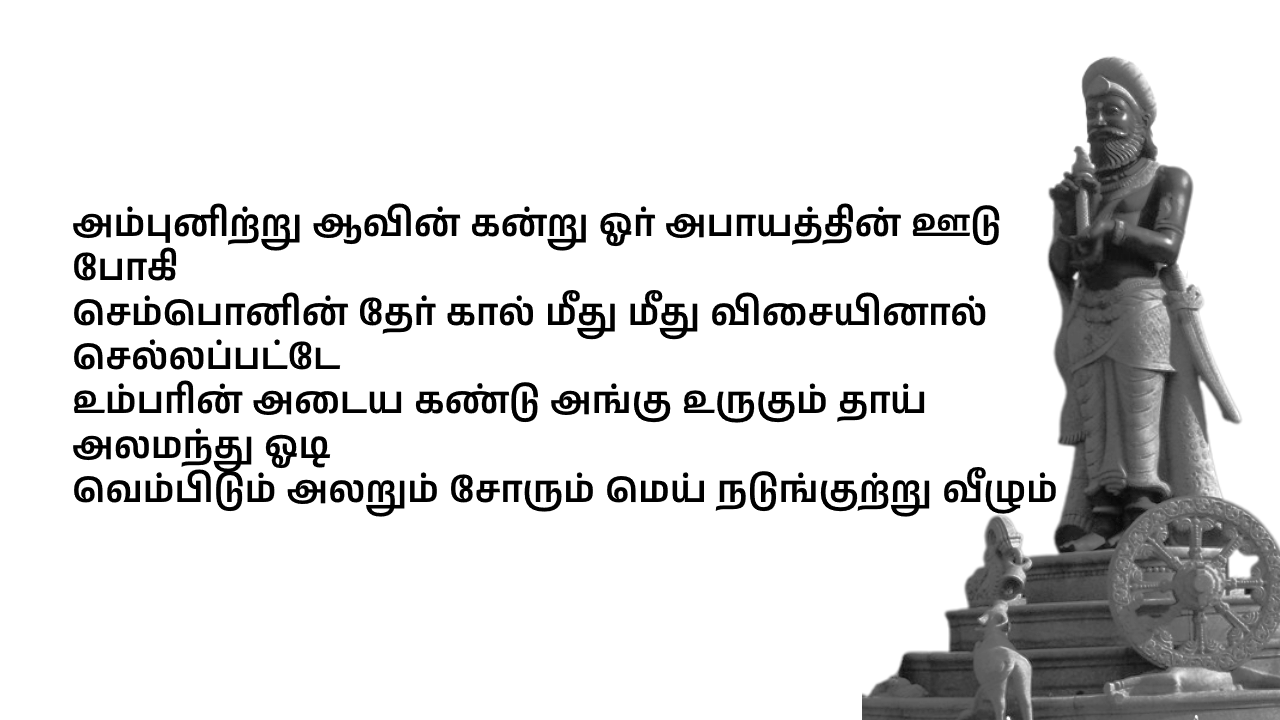 அம்புனிற்று ஆவின் கன்று ஓர் அபாயத்தின் ஊடு
போகி
செம்பொனின் தேர் கால் மீது மீது விசையினால்
செல்லப்பட்டே
உம்பரின் அடைய கண்டு அங்கு உருகும் தாய்
அலமந்து ஓடி
வெம்பிடும் அலறும் சோரும் மெய் நடுங்குற்று வீழும்